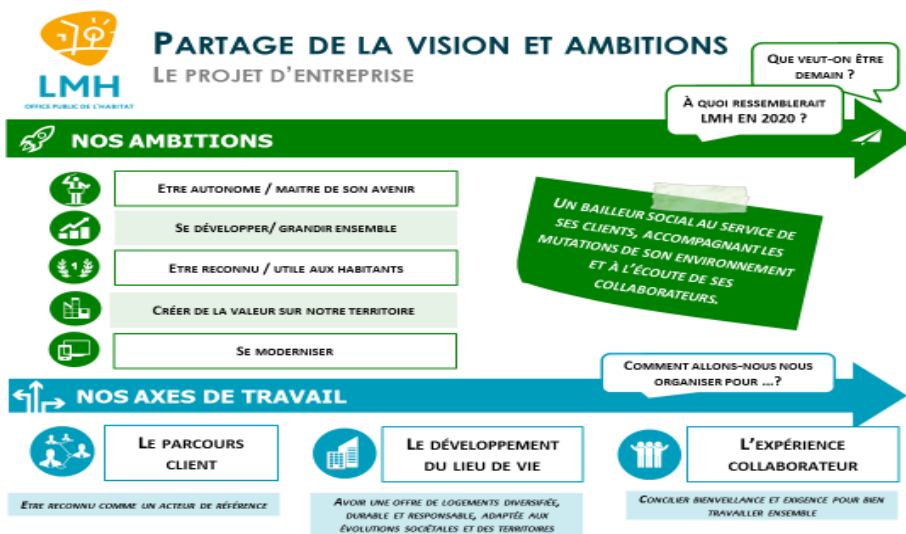 LMH
OFFICE PUBLIC DE L'HABITAT
PARTAGE DE LA VISION ET AMBITIONS
LE PROJET D'ENTREPRISE
QUE VEUT-ON ÊTRE
DEMAIN ?
À QUOI RESSEMBLERAIT
LMH EN 2020 ?
NOS AMBITIONS
ETRE AUTONOME / MAITRE DE SON AVENIR
SE DÉVELOPPER/ GRANDIR ENSEMBLE
1
ETRE RECONNU / UTILE AUX HABITANTS
CRÉER DE LA VALEUR SUR NOTRE TERRITOIRE
SE MODERNISER
UN BAILLEUR SOCIAL AU SERVICE DE
SES CLIENTS, ACCOMPAGNANT LES
MUTATIONS DE SON ENVIRONNEMENT
ET À L'ÉCOUTE DE SES
COLLABORATEURS.
COMMENT ALLONS-NOUS NOUS
ORGANISER POUR ...?
NOS AXES DE TRAVAIL
LE PARCOURS
CLIENT
ETRE RECONNU COMME UN ACTEUR DE RÉFÉRENCE
LE DÉVELOPPEMENT
DU LIEU DE VIE
AVOIR UNE OFFRE DE LOGEMENTS DIVERSIFIÉE,
DURABLE ET RESPONSABLE, ADAPTÉE AUX
ÉVOLUTIONS SOCIÉTALES ET DES TERRITOIRES
L'EXPÉRIENCE
COLLABORATEUR
CONCILIER BIENVEILLANCE ET EXIGENCE POUR BIEN
TRAVAILLER ENSEMBLE